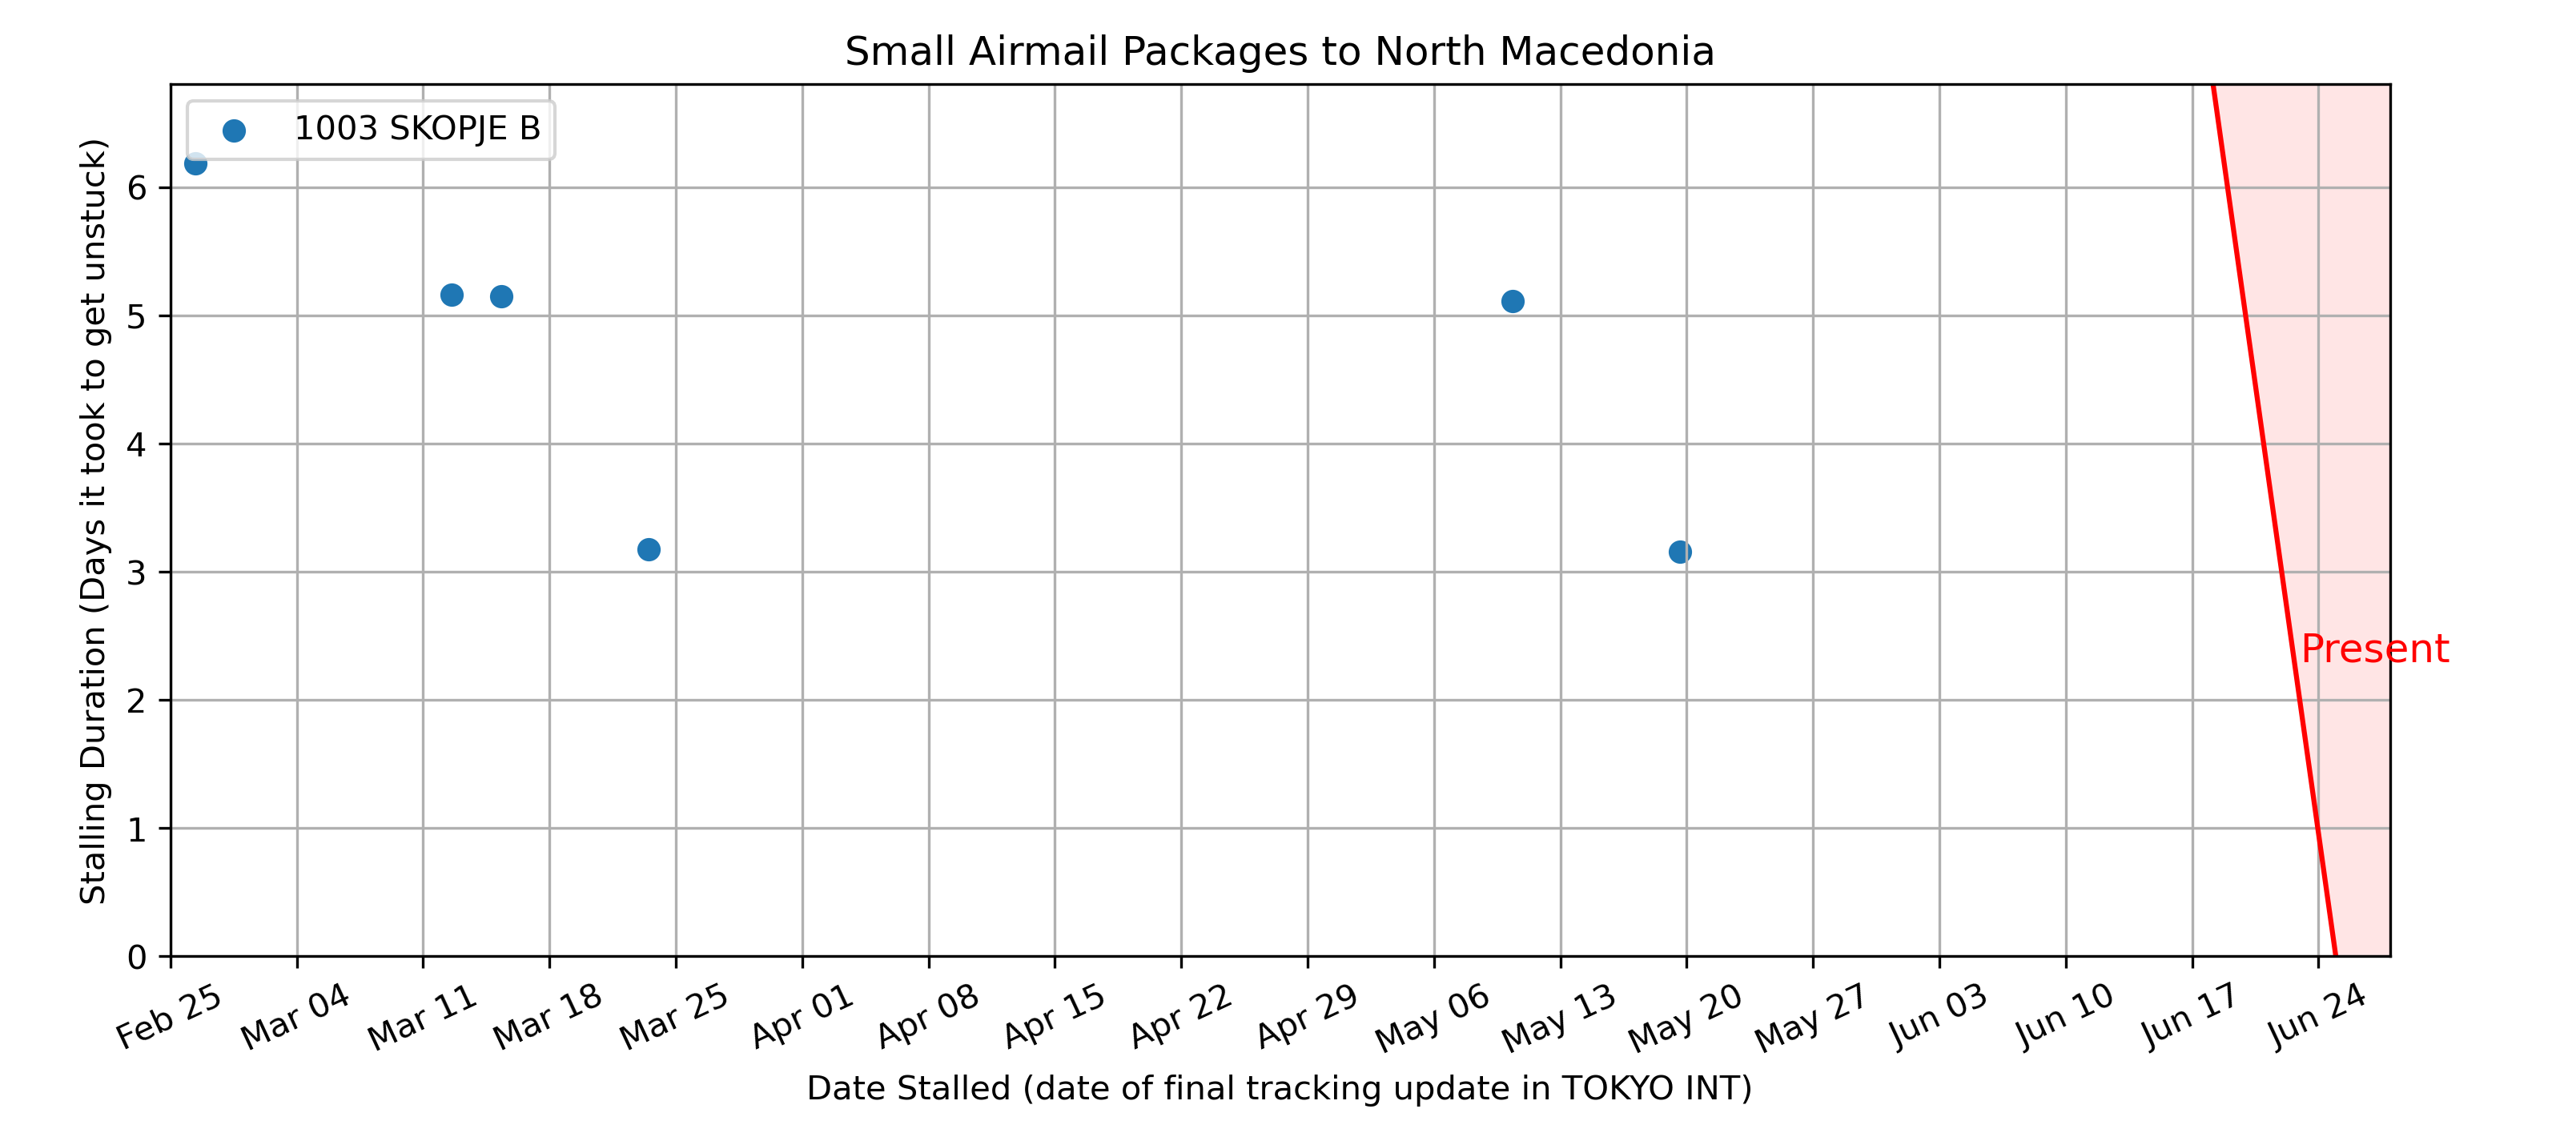 Small Airmail Packages to North Macedonia
1003 SKOPJE B
Stalling Duration (Days it took to get unstuck)
6
5
4
3
2
1
0
Present
Feb 25
Mar 04
Mar 11
Mar 18
Mar 25
Apr 01
Apr 08
Apr 15
Apr 22
Apr 29
May 06
May 13
May 20
May 27
Jun 03
Jun 10
Jun 17
Jun 24
Date Stalled (date of final tracking update in TOKYO INT)